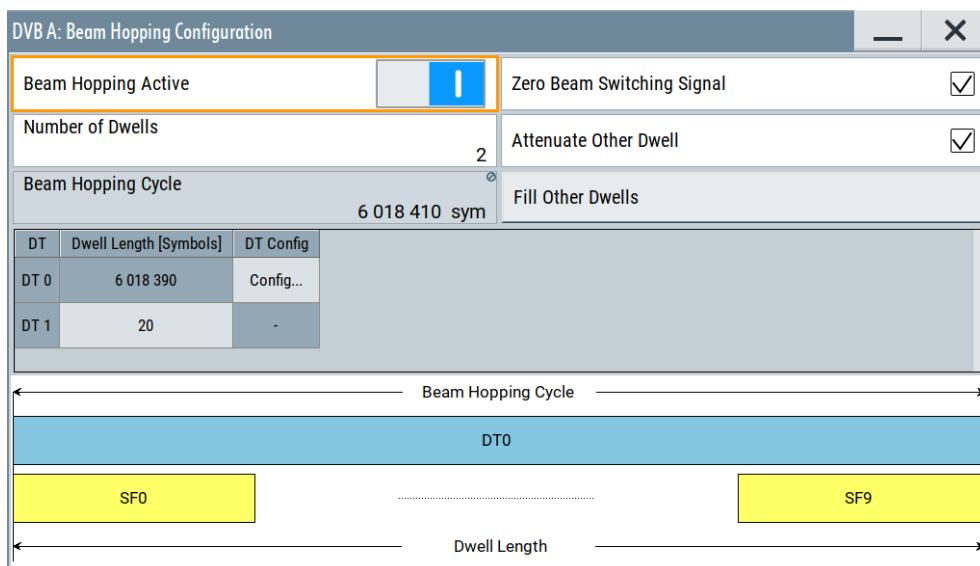 DVB A: Beam Hopping Configuration
Beam Hopping Active
Zero Beam Switching Signal
Number of Dwells
2
Attenuate Other Dwell
Beam Hopping Cycle
6 018 410 sym
Fill Other Dwells
DT Dwell Length [Symbols] DT Config
DT 0 6 018 390 Config...
DT 1 20 -
Beam Hopping Cycle
DT0
SF0 SF9
Dwell Length